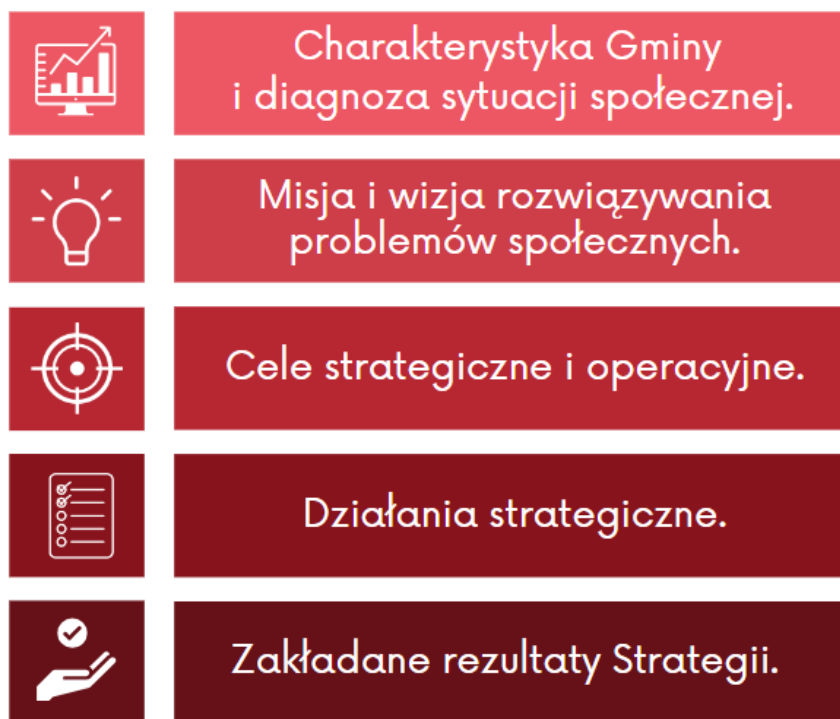 Charakterystyka Gminy
i diagnoza sytuacji społecznej.
Misja i wizja rozwiązywania
problemów społecznych.
Cele strategiczne i operacyjne.
Działania strategiczne.
Zakładane rezultaty Strategii.